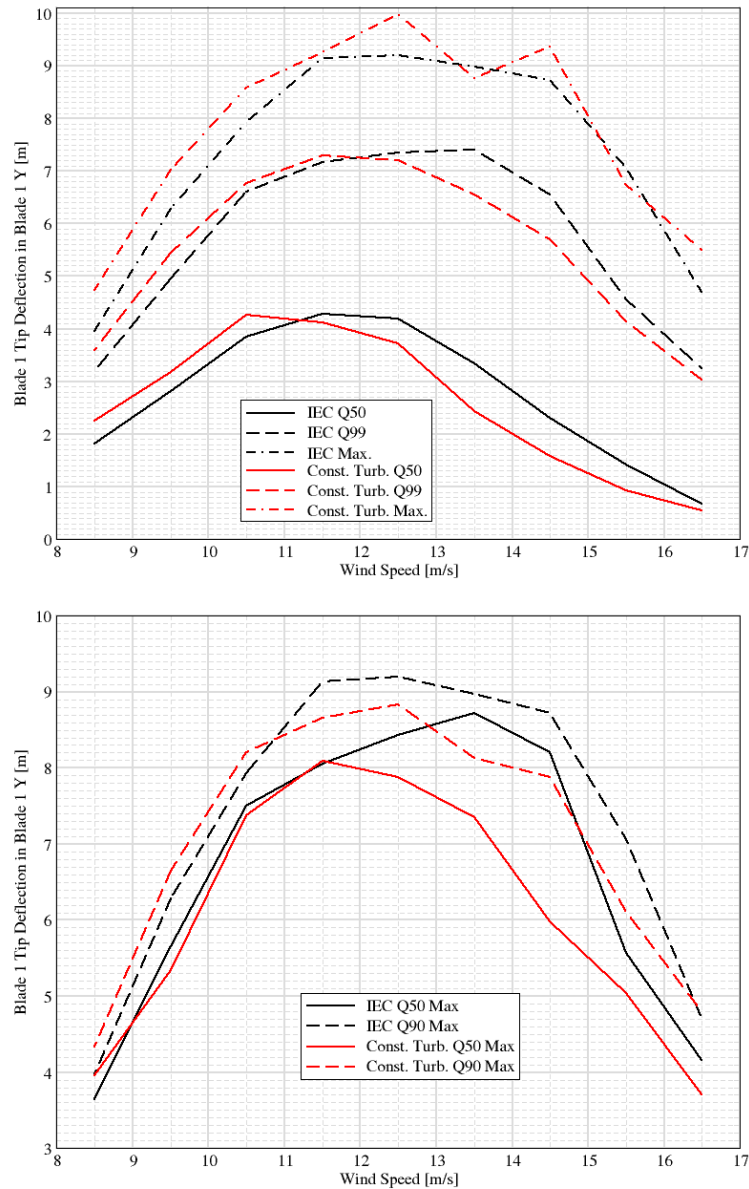 10
9
8
7
6
5
4
3
2
1
0
Blade 1 Tip Deflection in Blade 1 Y [m]
IEC Q50
IEC Q99
IEC Max.
Const. Turb. Q50
Const. Turb. Q99
Const. Turb. Max.
8 9 10 11 12 13 14 15 16 17
Wind Speed [m/s]
10
9
8
7
6
5
4
3
Blade 1 Tip Deflection in Blade 1 Y [m]
IEC Q50 Max
IEC Q90 Max
Const. Turb. Q50 Max
Const. Turb. Q90 Max
8 9 10 11 12 13 14 15 16 17
Wind Speed [m/s]